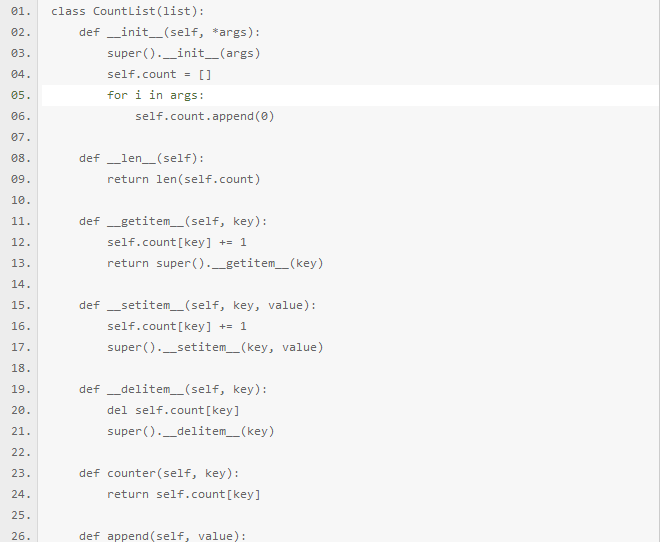 01. class CountList(list):
02.     def __init__(self, *args):
03.         super().__init__(args)
04.         self.count = []
05.         for i in args:
06.             self.count.append(0)
07.
08.     def __len__(self):
09.         return len(self.count)
10.
11.     def __getitem__(self, key):
12.         self.count[key] += 1
13.         return super().__getitem__(key)
14.
15.     def __setitem__(self, key, value):
16.         self.count[key] += 1
17.         super().__setitem__(key, value)
18.
19.     def __delitem__(self, key):
20.         del self.count[key]
21.         super().__delitem__(key)
22.
23.     def counter(self, key):
24.         return self.count[key]
25.
26.     def append(self, value):